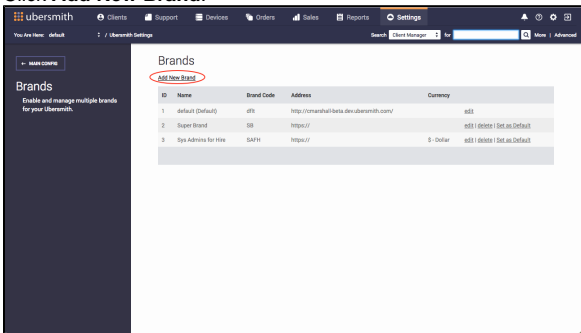 Click Add New Brand.
ubersmith Clients Support Devices Orders Sales Reports Settings
You Are Here: default / Ubersmith Settings Search Client Manager for More | Advanced
← MAIN CONFIG
Brands
Enable and manage multiple brands
for your Ubersmith.
Brands
Add New Brand
ID Name Brand Code Address Currency
1 default (Default) dflt http://cmarshall-beta.dev.ubersmith.com/ edit
2 Super Brand SB https:// edit | delete | Set as Default
3 Sys Admins for Hire SAFH https:// $ - Dollar edit | delete | Set as Default